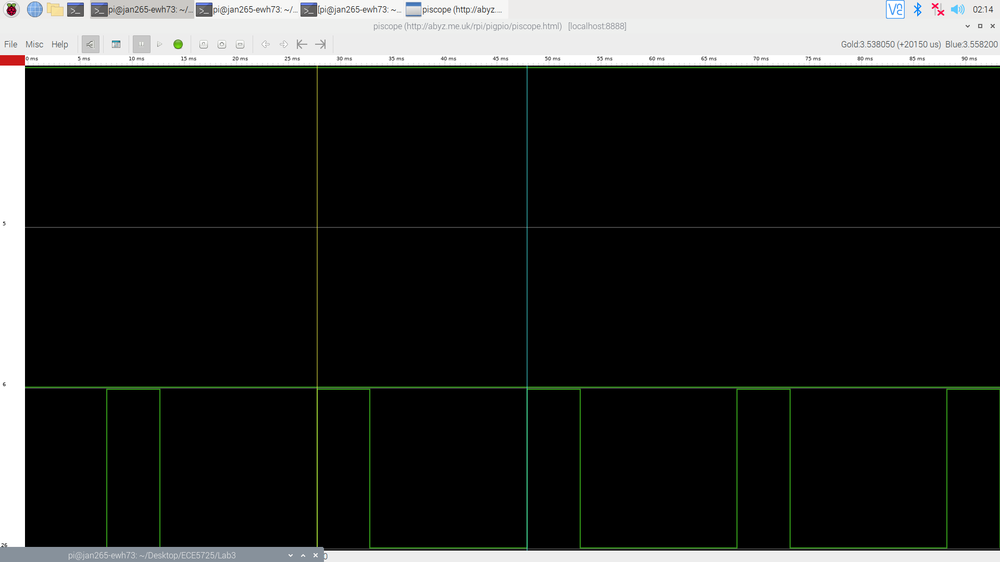 pi@jan265-ewh73: ~/... pi@jan265-ewh73: ~/... [pi@jan265-ewh73: ~... piscope (http://abyz.... 02:14
piscope (http://abyz.me.uk/rpi/pigpio/piscope.html) [localhost:8888]
File Misc Help Gold:3.538050 (+20150 us) Blue:3.558200
0 ms 5 ms 10 ms 15 ms 20 ms 25 ms 30 ms 35 ms 40 ms 45 ms 50 ms 55 ms 60 ms 65 ms 70 ms 75 ms 80 ms 85 ms 90 ms
5
6
26
pi@jan265-ewh73: ~/Desktop/ECE5725/Lab3